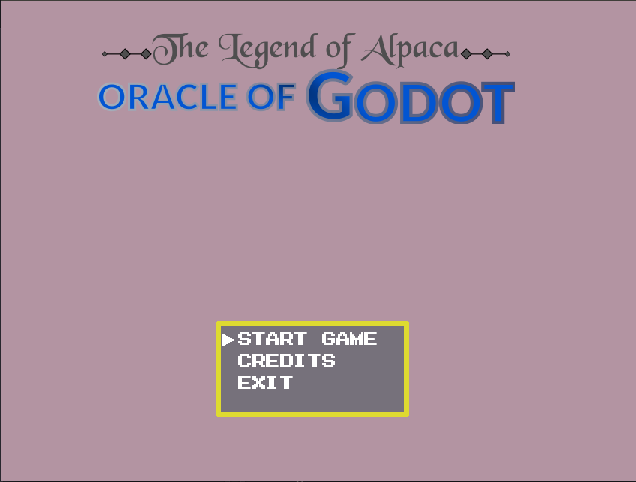 The Legend of Alpaca
ORACLE OF GODOT
START GAME
CREDITS
EXIT